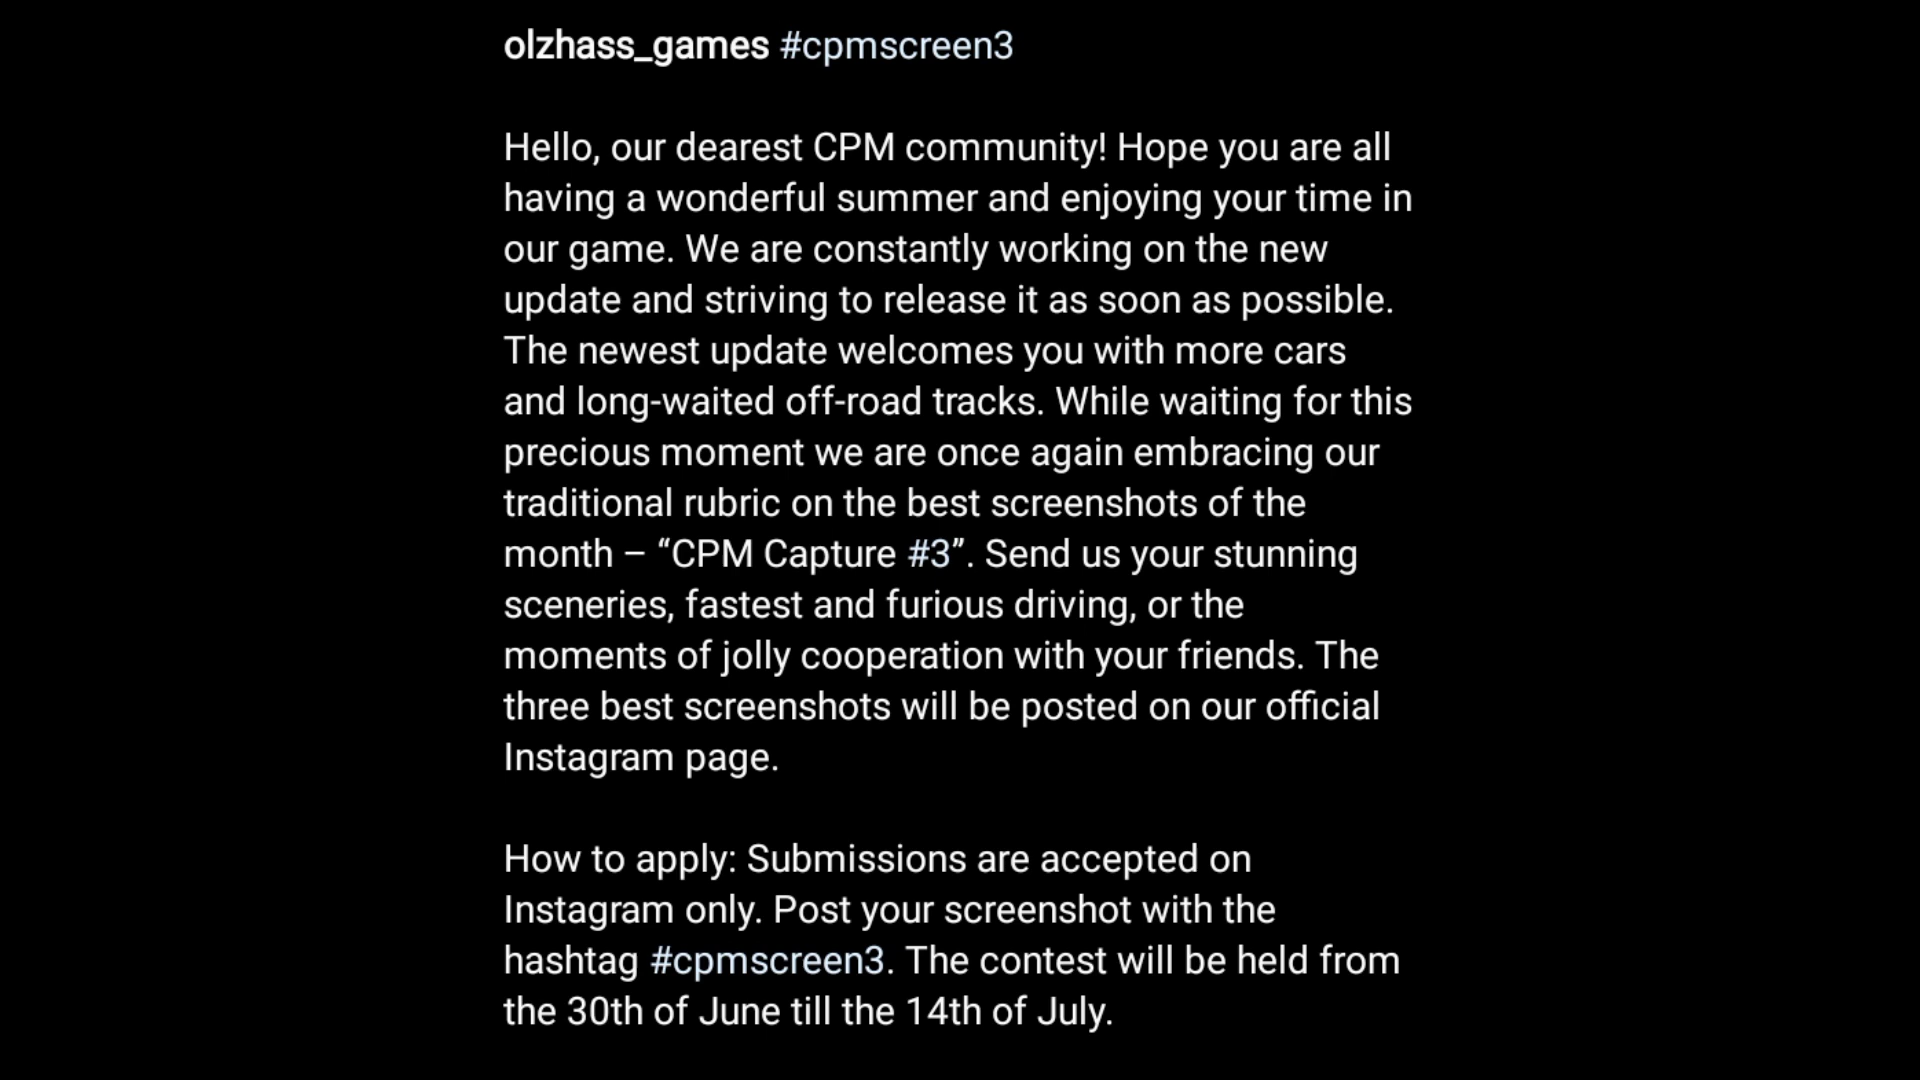 olzhass_games #cpmscreen3
Hello, our dearest CPM community! Hope you are all
having a wonderful summer and enjoying your time in
our game. We are constantly working on the new
update and striving to release it as soon as possible.
The newest update welcomes you with more cars
and long-waited off-road tracks. While waiting for this
precious moment we are once again embracing our
traditional rubric on the best screenshots of the
month – “CPM Capture #3”. Send us your stunning
sceneries, fastest and furious driving, or the
moments of jolly cooperation with your friends. The
three best screenshots will be posted on our official
Instagram page.
How to apply: Submissions are accepted on
Instagram only. Post your screenshot with the
hashtag #cpmscreen3. The contest will be held from
the 30th of June till the 14th of July.